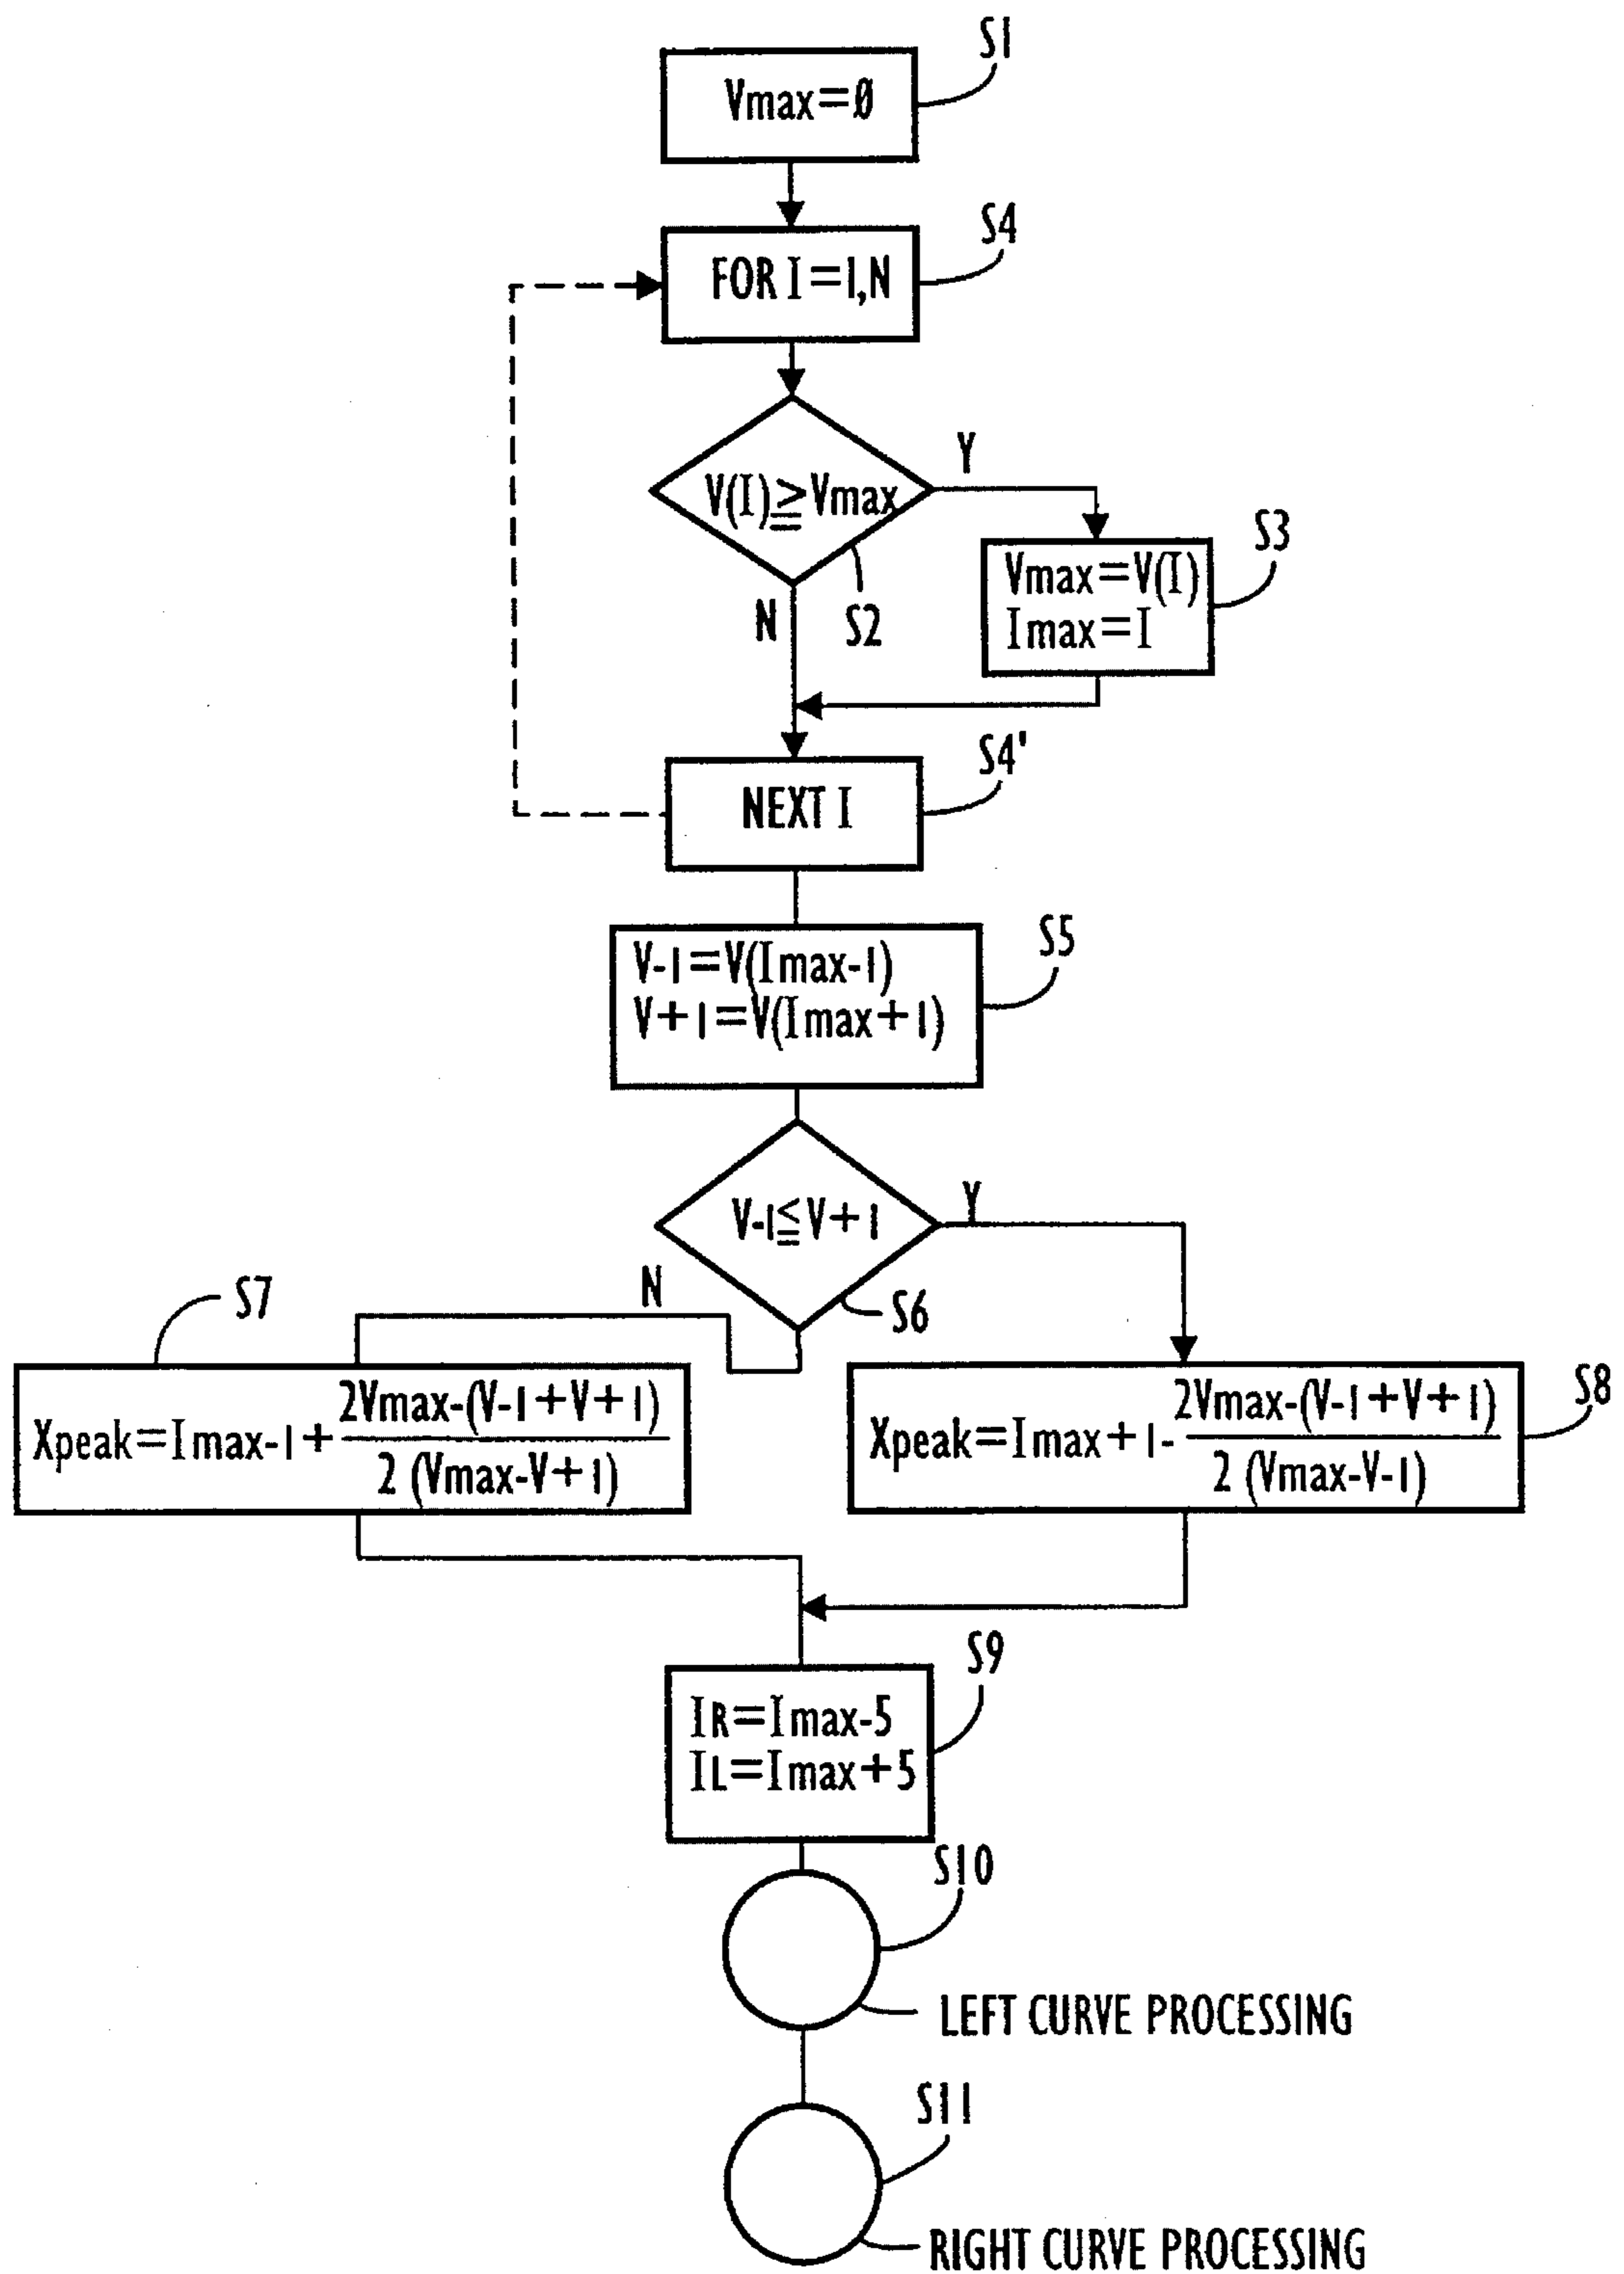 S1
Vmax=Ø
S4
FOR I=1,N
Y
V(I)≧Vmax
S3
Vmax=V(I)
Imax=I
N
S2
S4'
NEXT I
S5
V-1=V(Imax-1)
V+1=V(Imax+1)
Y
V-1≦V+1
N
S6
S7
Xpeak=Imax-1+
2Vmax-(V-1+V+1)
2 (Vmax-V+1)
S8
Xpeak=Imax+1-
2Vmax-(V-1+V+1)
2 (Vmax-V-1)
S9
IR=Imax-5
IL=Imax+5
S10
LEFT CURVE PROCESSING
S11
RIGHT CURVE PROCESSING